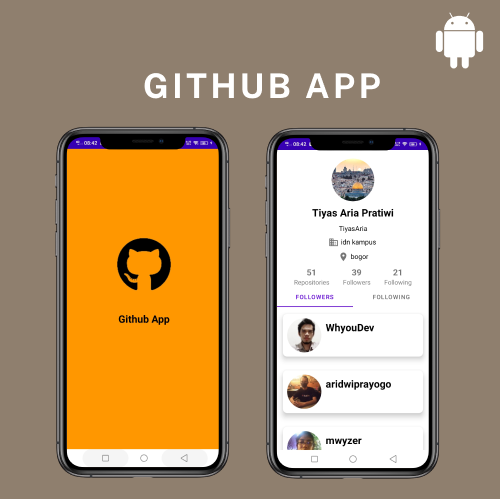 GITHUB APP
08:42
Github App
08:42
Tiyas Aria Pratiwi
TiyasAria
idn kampus
bogor
51 39 21
Repositories Followers Following
FOLLOWERS FOLLOWING
WhyouDev
aridwiprayogo
mwyzer